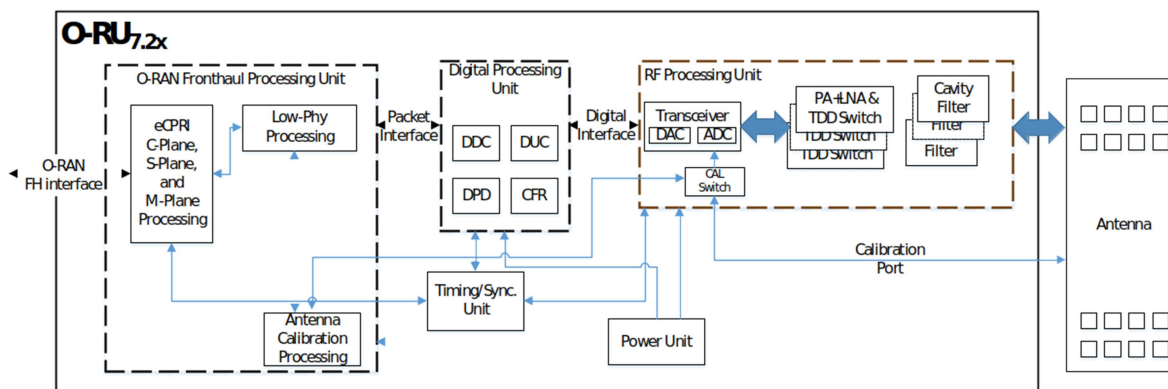 O-RU7.2x
O-RAN Fronthaul Processing Unit
eCPRI
C-Plane,
S-Plane,
and
M-Plane
Processing
Low-Phy
Processing
O-RAN
FH interface
Packet
Interface
Digital Processing
Unit
DDC
DUC
DPD
CFR
Digital
Interface
RF Processing Unit
Transceiver
DAC
ADC
CAL
Switch
PA+LNA &
TDD Switch
TDD Switch
TDD Switch
Cavity
Filter
Filter
Filter
Antenna
Calibration
Port
Timing/Sync.
Unit
Antenna
Calibration
Processing
Power Unit